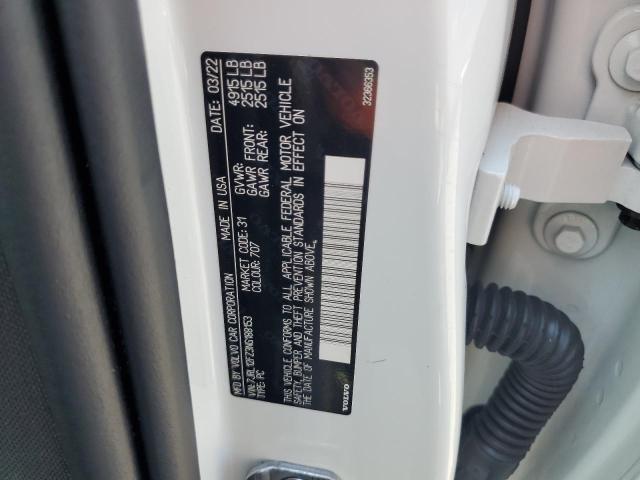 MFD BY VOLVO CAR CORPORATION MADE IN USA DATE: 03/22
VIN: 7JRL12FZ3NG188153 MARKET CODE: 31 GVWR: 4915 LB
TYPE: PC COLOUR: 707 GAWR FRONT: 2515 LB
GAWR REAR: 2515 LB
THIS VEHICLE CONFORMS TO ALL APPLICABLE FEDERAL MOTOR VEHICLE
SAFETY, BUMPER AND THEFT PREVENTION STANDARDS IN EFFECT ON
THE DATE OF MANUFACTURE SHOWN ABOVE.
VOLVO 32366353